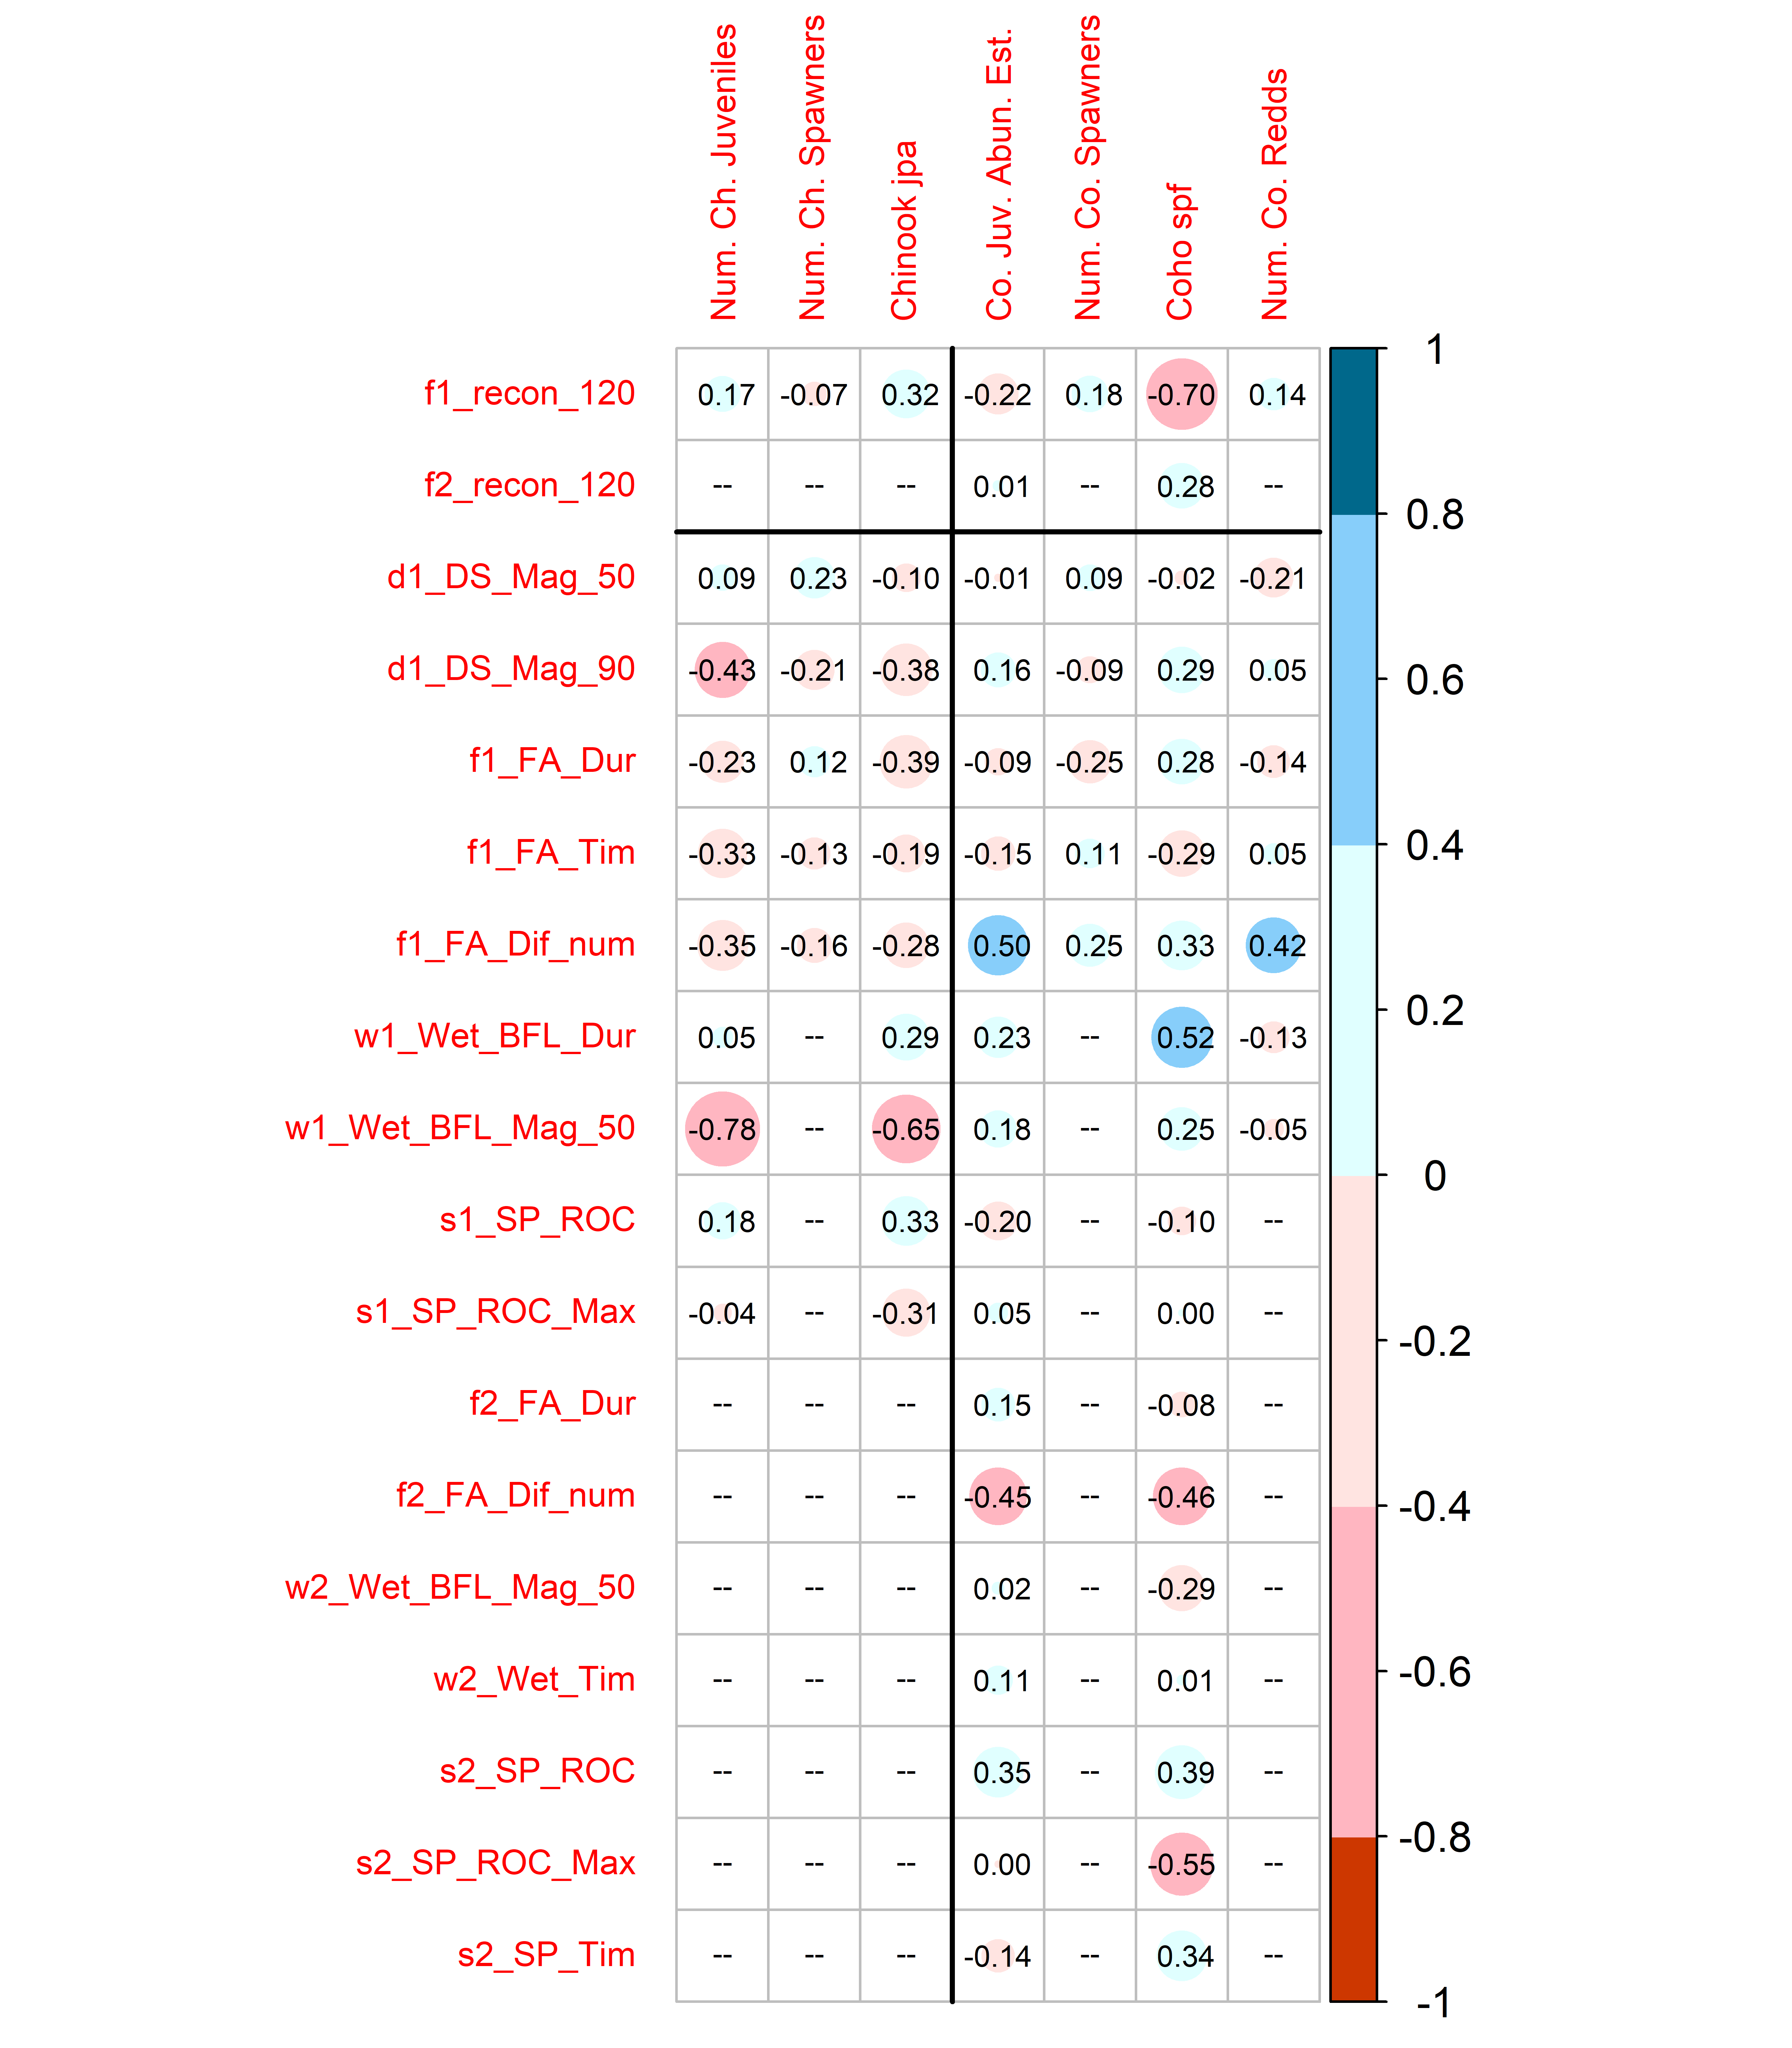 Num. Ch. Juveniles
Num. Ch. Spawners
Chinook jpa
Co. Juv. Abun. Est.
Num. Co. Spawners
Coho spf
Num. Co. Redds
f1_recon_120 0.17 -0.07 0.32 -0.22 0.18 -0.70 0.14
f2_recon_120 -- -- -- 0.01 -- 0.28 --
d1_DS_Mag_50 0.09 0.23 -0.10 -0.01 0.09 -0.02 -0.21
d1_DS_Mag_90 -0.43 -0.21 -0.38 0.16 -0.09 0.29 0.05
f1_FA_Dur -0.23 0.12 -0.39 -0.09 -0.25 0.28 -0.14
f1_FA_Tim -0.33 -0.13 -0.19 -0.15 0.11 -0.29 0.05
f1_FA_Dif_num -0.35 -0.16 -0.28 0.50 0.25 0.33 0.42
w1_Wet_BFL_Dur 0.05 -- 0.29 0.23 -- 0.52 -0.13
w1_Wet_BFL_Mag_50 -0.78 -- -0.65 0.18 -- 0.25 -0.05
s1_SP_ROC 0.18 -- 0.33 -0.20 -- -0.10 --
s1_SP_ROC_Max -0.04 -- -0.31 0.05 -- 0.00 --
f2_FA_Dur -- -- -- 0.15 -- -0.08 --
f2_FA_Dif_num -- -- -- -0.45 -- -0.46 --
w2_Wet_BFL_Mag_50 -- -- -- 0.02 -- -0.29 --
w2_Wet_Tim -- -- -- 0.11 -- 0.01 --
s2_SP_ROC -- -- -- 0.35 -- 0.39 --
s2_SP_ROC_Max -- -- -- 0.00 -- -0.55 --
s2_SP_Tim -- -- -- -0.14 -- 0.34 --
1
0.8
0.6
0.4
0.2
0
-0.2
-0.4
-0.6
-0.8
-1